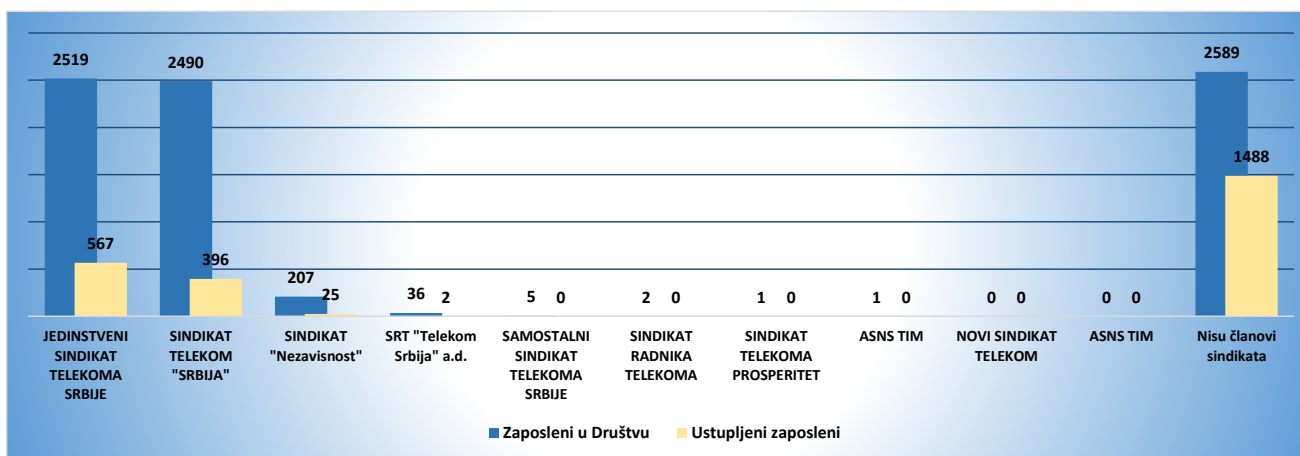 2519
567
2490
396
207
25
36
2
5
0
2
0
1
0
1
0
0
0
0
0
2589
1488
JEDINSTVENI
SINDIKAT
TELEKOMA
SRBIJE
SINDIKAT
TELEKOM
"SRBIJA"
SINDIKAT
"Nezavisnost"
SRT "Telekom
Srbija" a.d.
SAMOSTALNI
SINDIKAT
TELEKOMA
SRBIJE
SINDIKAT
RADNIKA
TELEKOMA
SINDIKAT
TELEKOMA
PROSPERITET
ASNS TIM
NOVI SINDIKAT
TELEKOM
ASNS TIM
Nisu članovi
sindikata
Zaposleni u Društvu
Ustupljeni zaposleni